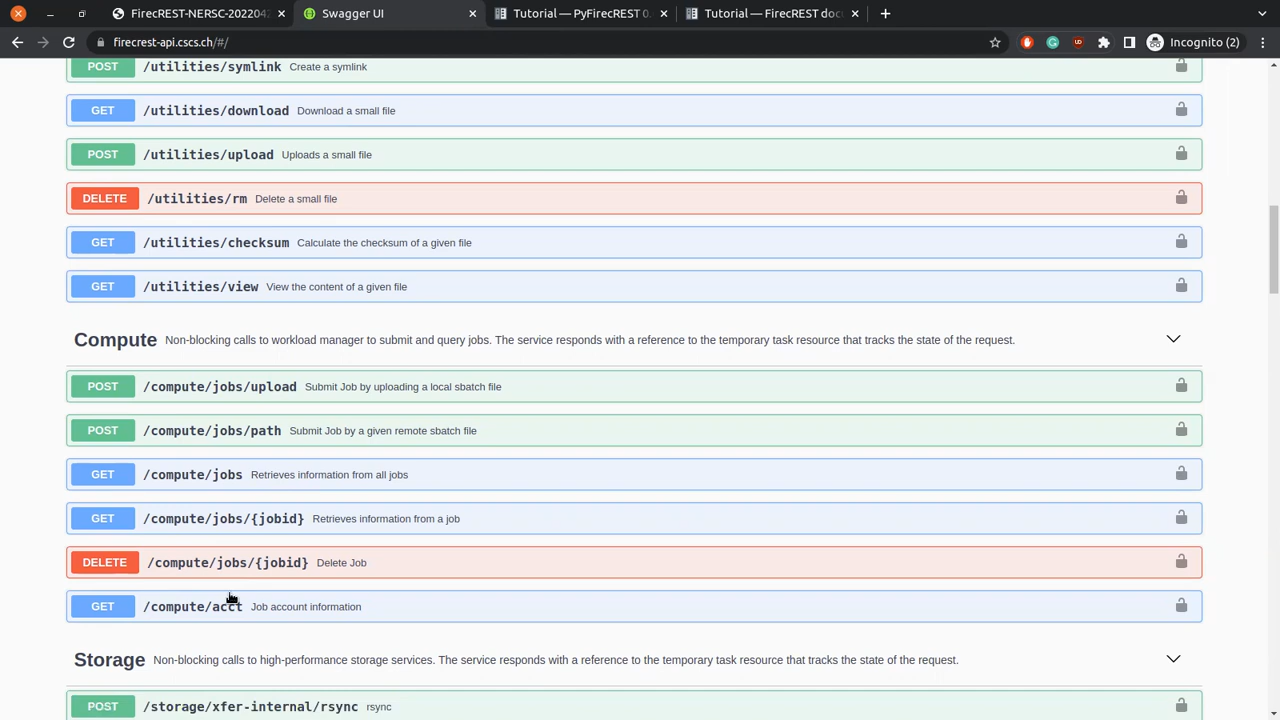 FirecREST-NERSC-202204
Swagger UI
Tutorial — PyFirecREST 0.
Tutorial — FirecREST doc
firecrest-api.cscs.ch/#/
Incognito (2)
POST /utilities/symlink Create a symlink
GET /utilities/download Download a small file
POST /utilities/upload Uploads a small file
DELETE /utilities/rm Delete a small file
GET /utilities/checksum Calculate the checksum of a given file
GET /utilities/view View the content of a given file
Compute Non-blocking calls to workload manager to submit and query jobs. The service responds with a reference to the temporary task resource that tracks the state of the request.
POST /compute/jobs/upload Submit Job by uploading a local sbatch file
POST /compute/jobs/path Submit Job by a given remote sbatch file
GET /compute/jobs Retrieves information from all jobs
GET /compute/jobs/{jobid} Retrieves information from a job
DELETE /compute/jobs/{jobid} Delete Job
GET /compute/acct Job account information
Storage Non-blocking calls to high-performance storage services. The service responds with a reference to the temporary task resource that tracks the state of the request.
POST /storage/xfer-internal/rsync rsync